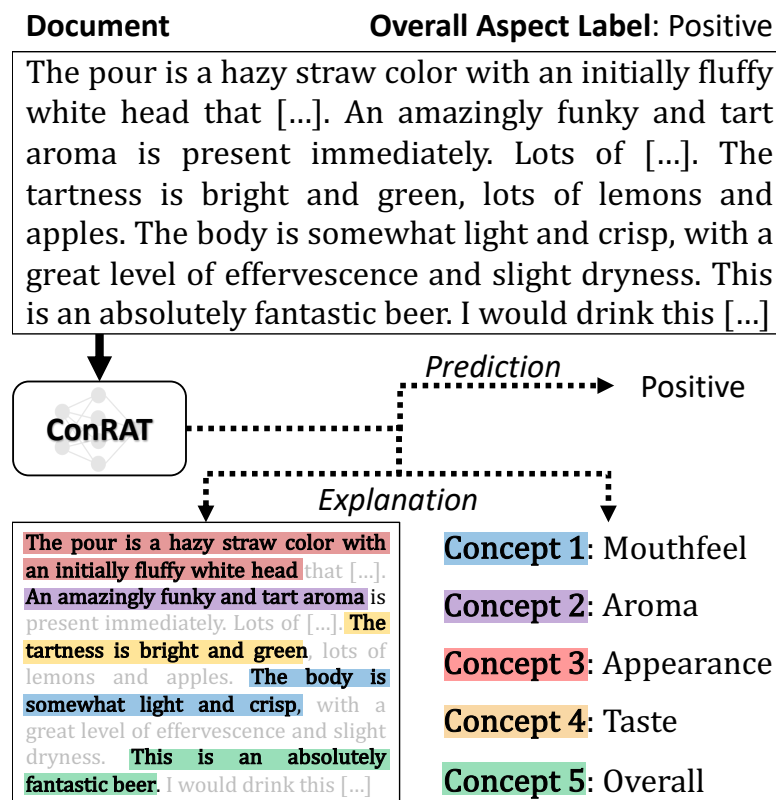 Document Overall Aspect Label: Positive
The pour is a hazy straw color with an initially fluffy
white head that [...]. An amazingly funky and tart
aroma is present immediately. Lots of [...]. The
tartness is bright and green, lots of lemons and
apples. The body is somewhat light and crisp, with a
great level of effervescence and slight dryness. This
is an absolutely fantastic beer. I would drink this [...]
Prediction
Positive
ConRAT
Explanation
The pour is a hazy straw color with
an initially fluffy white head that [...].
An amazingly funky and tart aroma is
present immediately. Lots of [...]. The
tartness is bright and green, lots of
lemons and apples. The body is
somewhat light and crisp, with a
great level of effervescence and slight
dryness. This is an absolutely
fantastic beer. I would drink this [...]
Concept 1: Mouthfeel
Concept 2: Aroma
Concept 3: Appearance
Concept 4: Taste
Concept 5: Overall